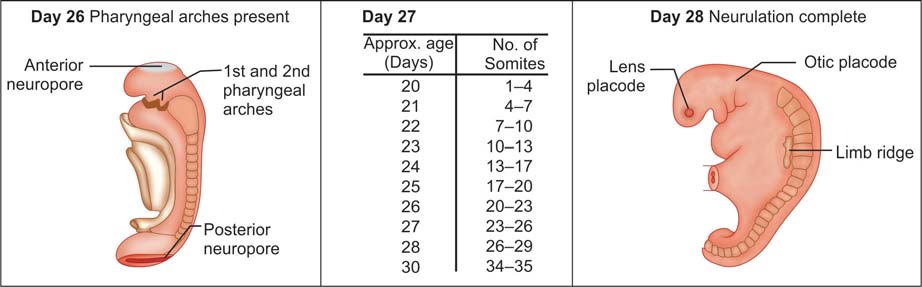 Day 26 Pharyngeal arches present
Anterior
neuropore
1st and 2nd
pharyngeal
arches
Posterior
neuropore
Day 27
Approx. age
(Days)
No. of
Somites
20 1–4
21 4–7
22 7–10
23 10–13
24 13–17
25 17–20
26 20–23
27 23–26
28 26–29
30 34–35
Day 28 Neurulation complete
Lens
placode
Otic placode
Limb ridge